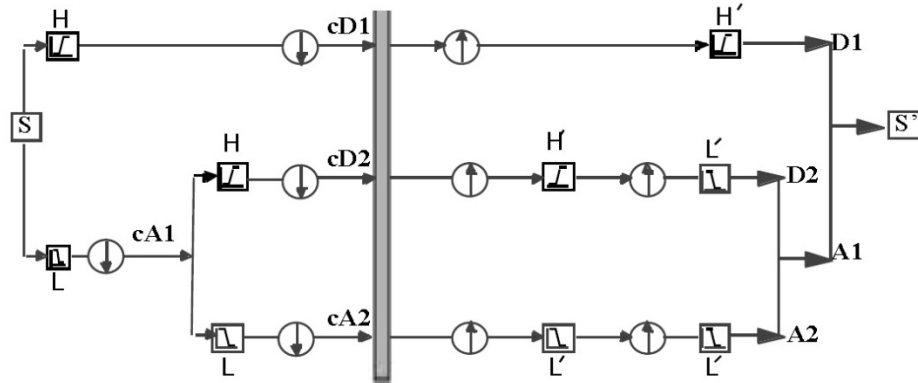 H cD1 H′ D1
S S'
H cD2 H′ L′ D2
cA1 A1
L
cA2 A2
L L′ L′